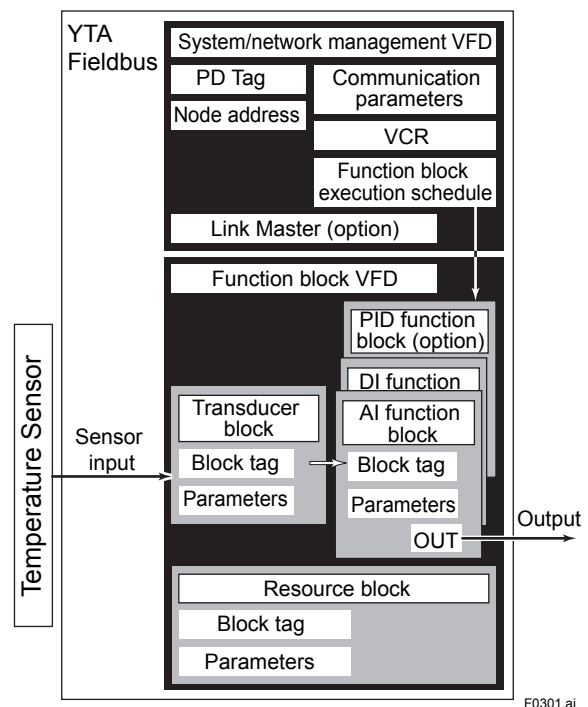 YTA
Fieldbus
System/network management VFD
PD Tag
Communication
parameters
Node address
VCR
Function block
execution schedule
Link Master (option)
Function block VFD
PID function
block (option)
DI function
Transducer
block
AI function
block
Temperature Sensor
Sensor
input
Block tag
Block tag
Parameters
Parameters
OUT
Output
Resource block
Block tag
Parameters
F0301.ai